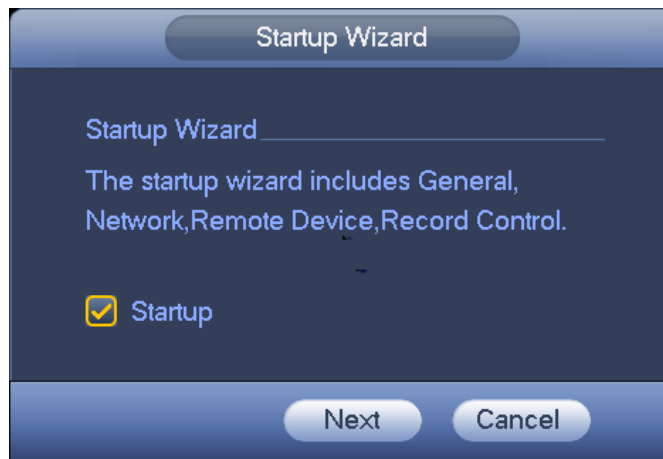 Startup Wizard
Startup Wizard
The startup wizard includes General,
Network,Remote Device,Record Control.
Startup
Next Cancel